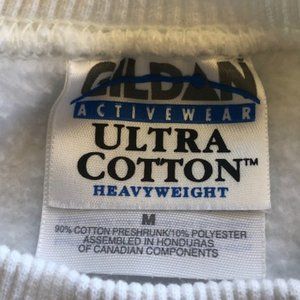 GILDAN
ACTIVEWEAR
ULTRA
COTTON™
HEAVYWEIGHT
M
90% COTTON PRESHRUNK/10% POLYESTER
ASSEMBLED IN HONDURAS
OF CANADIAN COMPONENTS